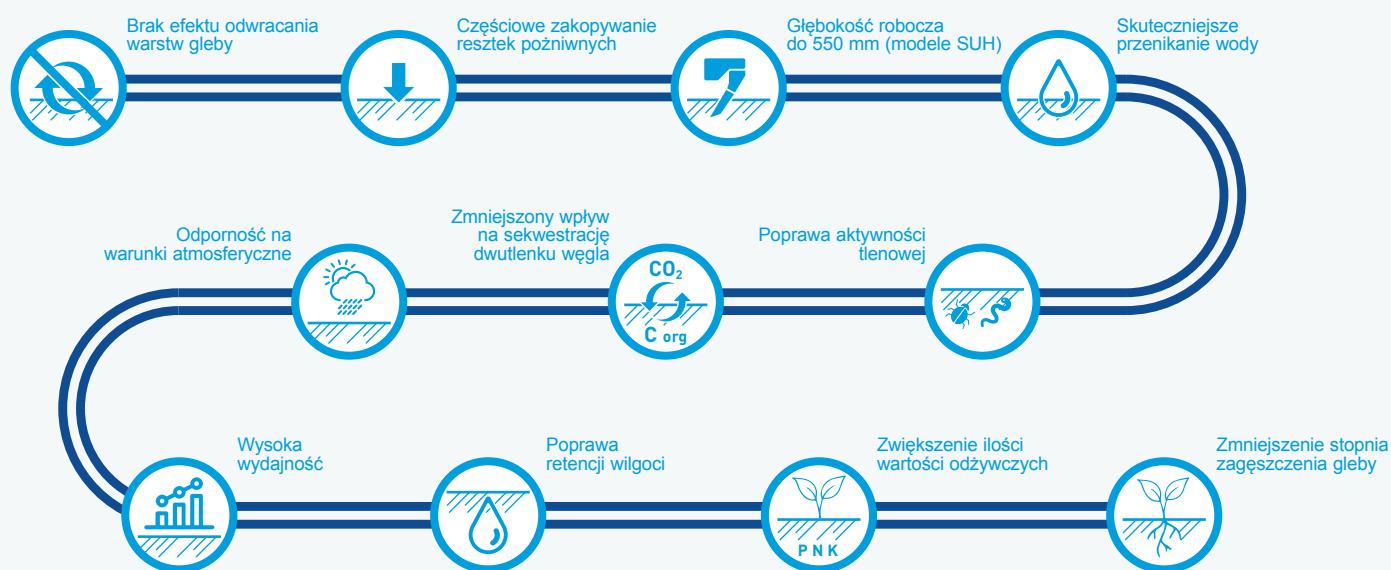 Brak efektu odwracania
warstw gleby
Częściowe zakopywanie
resztek pożniwnych
Głębokość robocza
do 550 mm (modele SUH)
Skuteczniejsze
przenikanie wody
Odporność na
warunki atmosferyczne
Zmniejszony wpływ
na sekwestrację
dwutlenku węgla
CO₂
C org
Poprawa aktywności
tlenowej
Wysoka
wydajność
Poprawa
retencji wilgoci
Zwiększenie ilości
wartości odżywczych
P N K
Zmniejszenie stopnia
zagęszczenia gleby